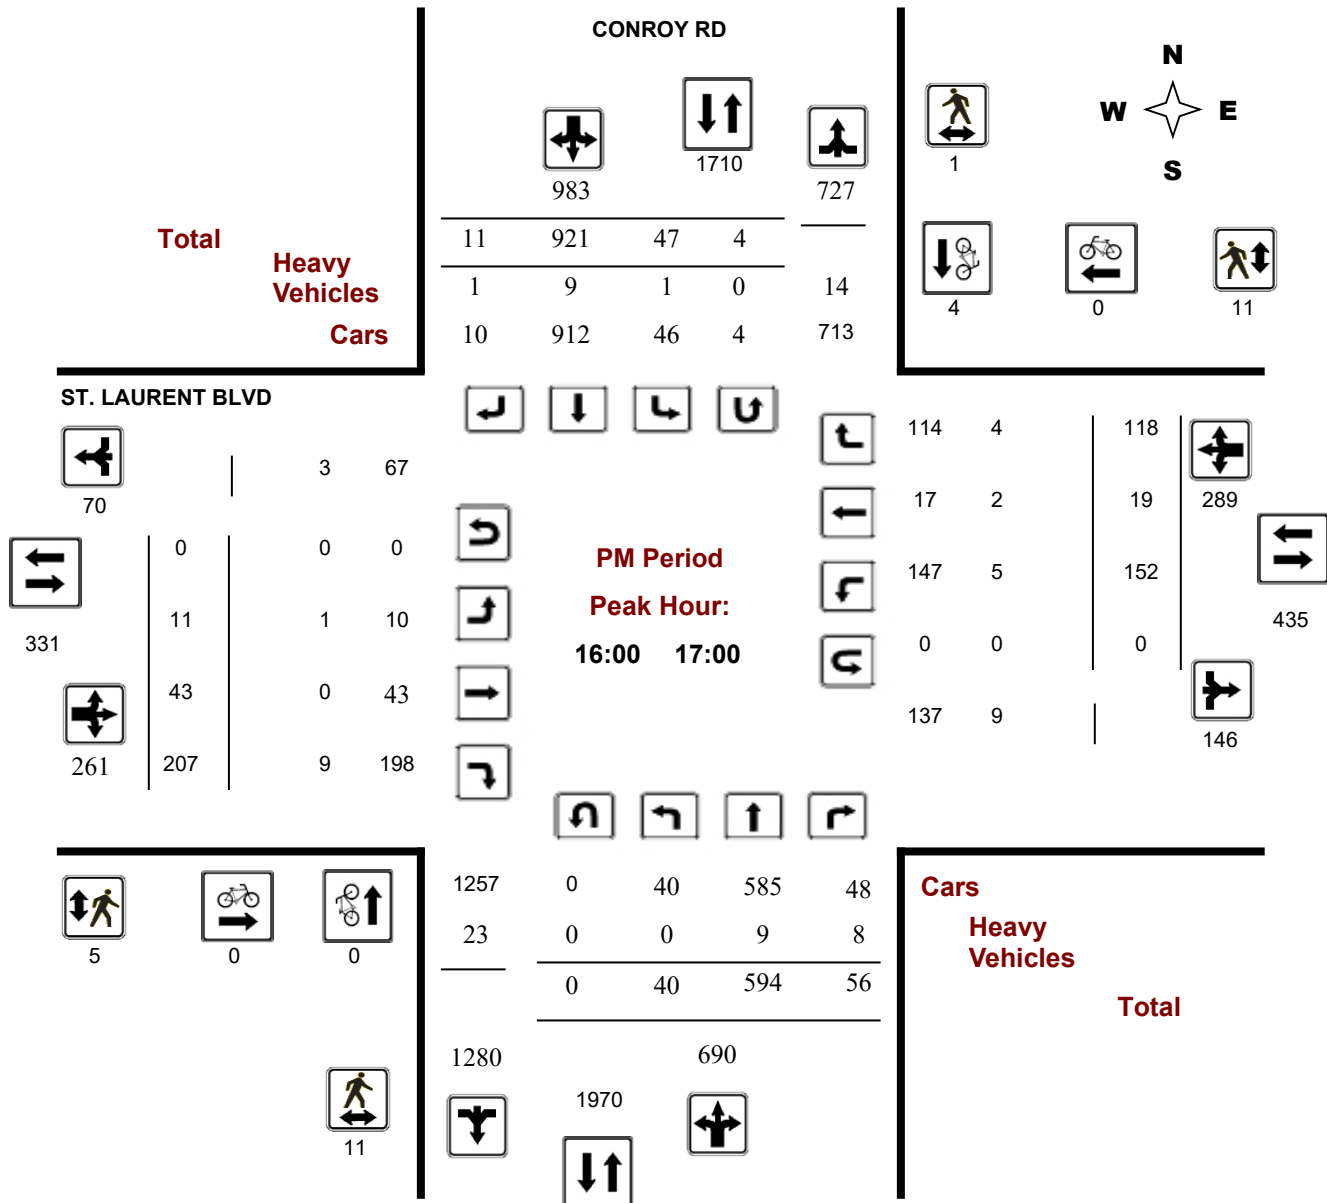 CONROY RD
N
W E
S
1710
1
983
727
Total
11 921 47 4
Heavy
Vehicles
1 9 1 0 14
4 0 11
Cars
10 912 46 4 713
ST. LAURENT BLVD
114 4 118
3 67
70
17 2 19 289
0 0 0
PM Period
147 5 152
Peak Hour:
11 1 10
435
331
16:00 17:00
0 0 0
43 0 43
137 9
146
261 207 9 198
1257 0 40 585 48
Cars
23 0 0 9 8
Heavy
Vehicles
5 0 0
0 40 594 56
Total
1280 690
1970
11